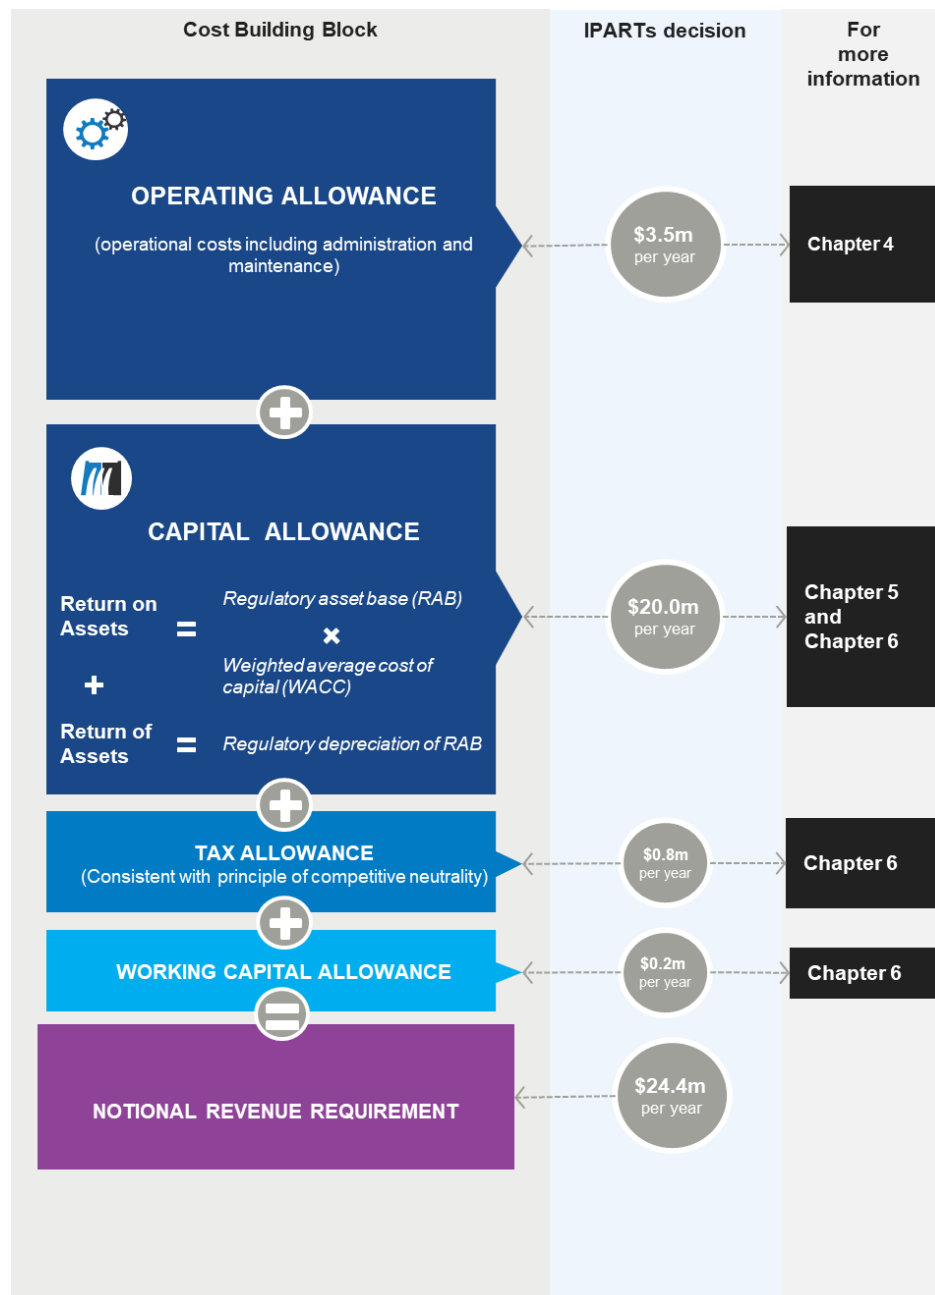 Cost Building Block
IPARTs decision
For
more
information
OPERATING ALLOWANCE
(operational costs including administration and
maintenance)
$3.5m
per year
Chapter 4
CAPITAL ALLOWANCE
Return on
Assets
=
Regulatory asset base (RAB)
×
Weighted average cost of
capital (WACC)
+
Return of
Assets
=
Regulatory depreciation of RAB
$20.0m
per year
Chapter 5
and
Chapter 6
+
TAX ALLOWANCE
(Consistent with principle of competitive neutrality)
$0.8m
per year
Chapter 6
+
WORKING CAPITAL ALLOWANCE
$0.2m
per year
Chapter 6
=
NOTIONAL REVENUE REQUIREMENT
$24.4m
per year